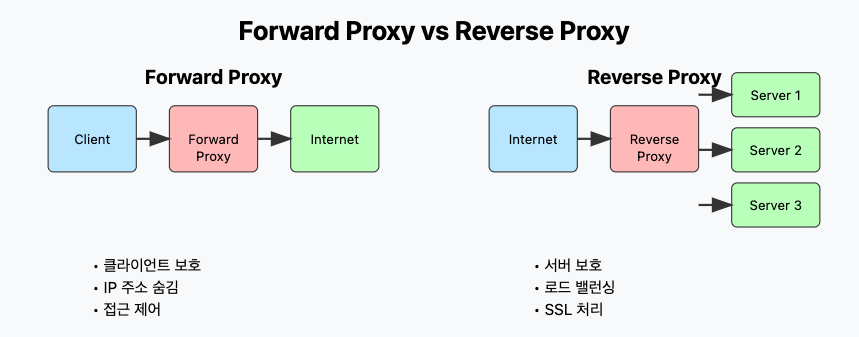 Forward Proxy vs Reverse Proxy
Forward Proxy
Client
Forward
Proxy
Internet
• 클라이언트 보호
• IP 주소 숨김
• 접근 제어
Reverse Proxy
Internet
Reverse
Proxy
Server 1
Server 2
Server 3
• 서버 보호
• 로드 밸런싱
• SSL 처리